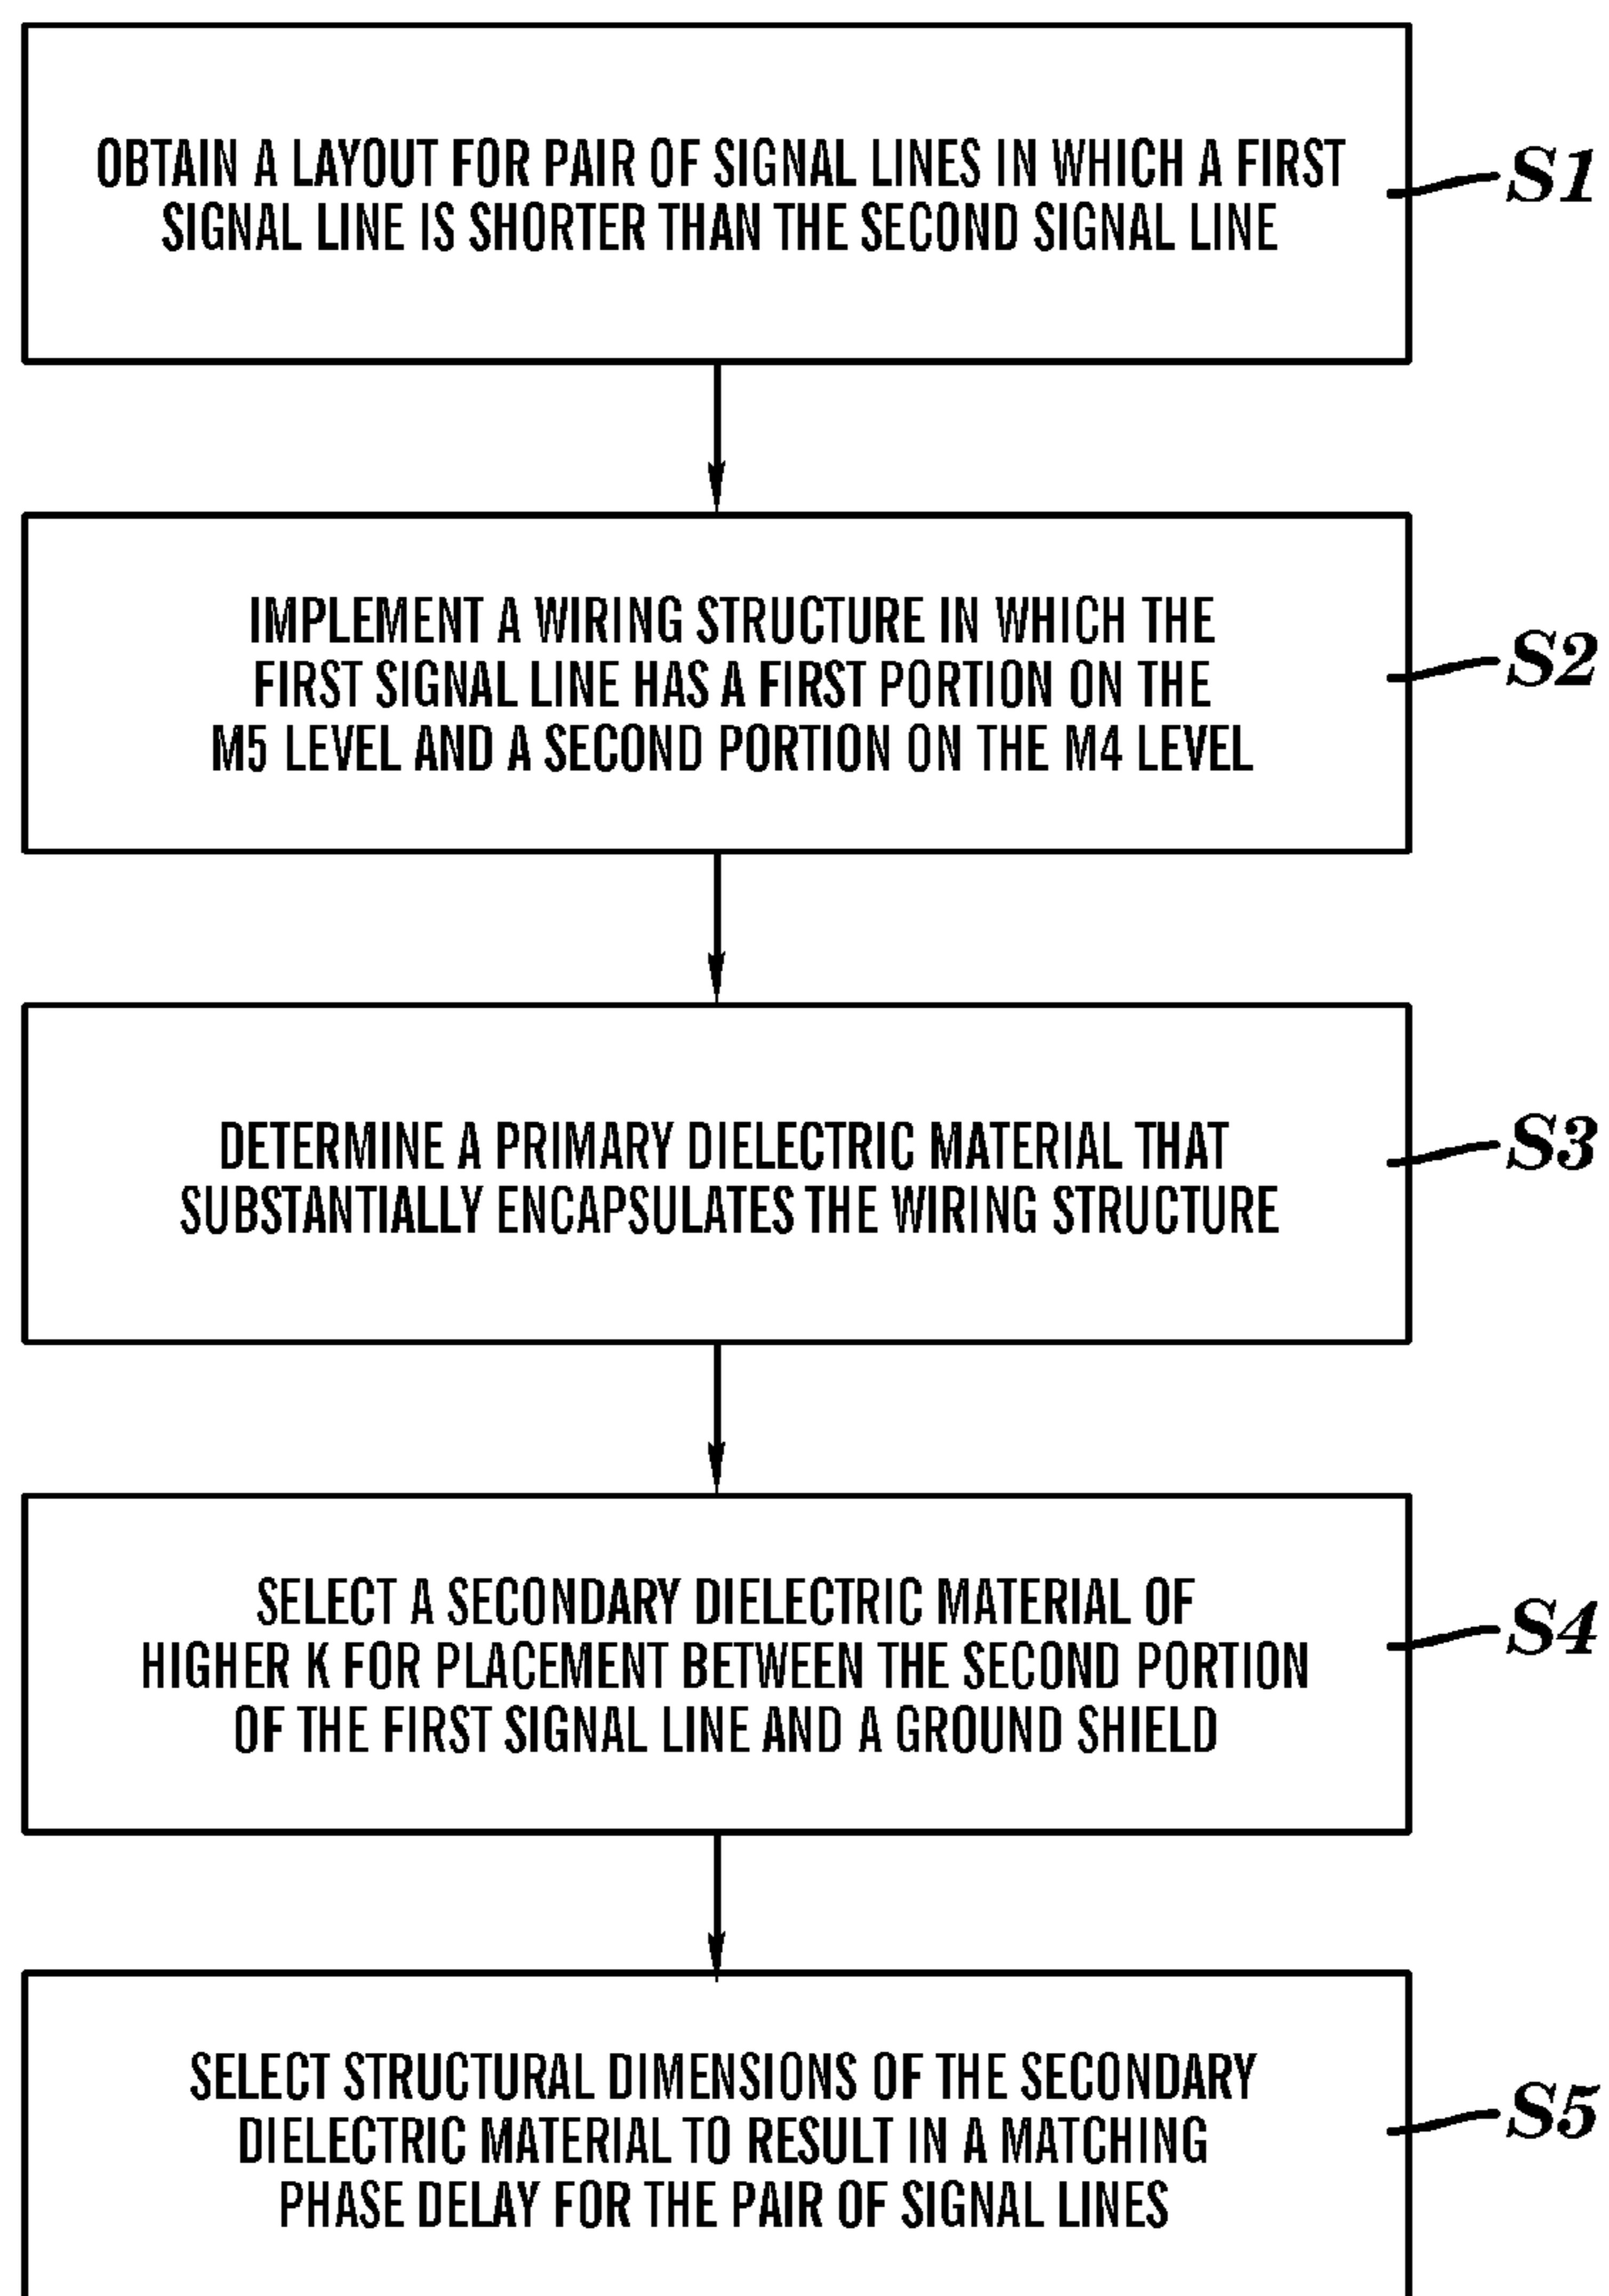 OBTAIN A LAYOUT FOR PAIR OF SIGNAL LINES IN WHICH A FIRST
SIGNAL LINE IS SHORTER THAN THE SECOND SIGNAL LINE
S1
IMPLEMENT A WIRING STRUCTURE IN WHICH THE
FIRST SIGNAL LINE HAS A FIRST PORTION ON THE
M5 LEVEL AND A SECOND PORTION ON THE M4 LEVEL
S2
DETERMINE A PRIMARY DIELECTRIC MATERIAL THAT
SUBSTANTIALLY ENCAPSULATES THE WIRING STRUCTURE
S3
SELECT A SECONDARY DIELECTRIC MATERIAL OF
HIGHER K FOR PLACEMENT BETWEEN THE SECOND PORTION
OF THE FIRST SIGNAL LINE AND A GROUND SHIELD
S4
SELECT STRUCTURAL DIMENSIONS OF THE SECONDARY
DIELECTRIC MATERIAL TO RESULT IN A MATCHING
PHASE DELAY FOR THE PAIR OF SIGNAL LINES
S5